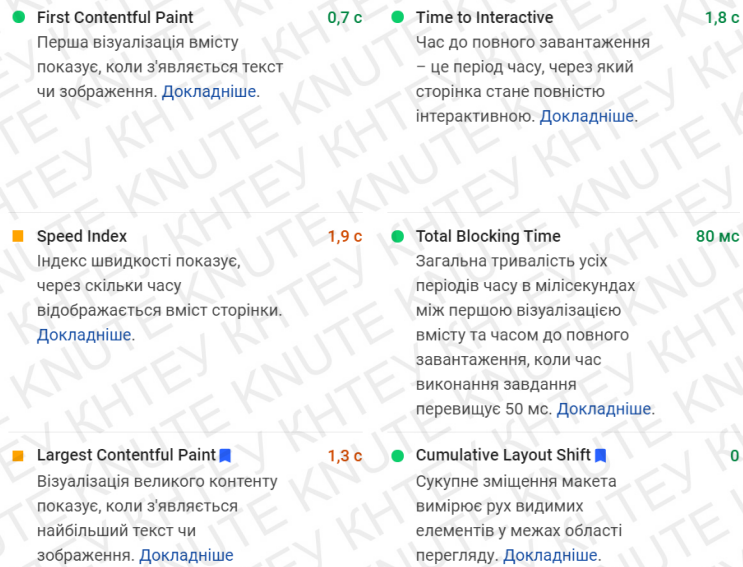 First Contentful Paint 0,7 с
Перша візуалізація вмісту
показує, коли з'являється текст
чи зображення. Докладніше.
Time to Interactive 1,8 с
Час до повного завантаження
– це період часу, через який
сторінка стане повністю
інтерактивною. Докладніше.
Speed Index 1,9 с
Індекс швидкості показує,
через скільки часу
відображається вміст сторінки.
Докладніше.
Total Blocking Time 80 мс
Загальна тривалість усіх
періодів часу в мілісекундах
між першою візуалізацією
вмісту та часом до повного
завантаження, коли час
виконання завдання
перевищує 50 мс. Докладніше.
Largest Contentful Paint 1,3 с
Візуалізація великого контенту
показує, коли з'являється
найбільший текст чи
зображення. Докладніше
Cumulative Layout Shift 0
Сукупне зміщення макета
вимірює рух видимих
елементів у межах області
перегляду. Докладніше.
КНТЕУ KNUTE